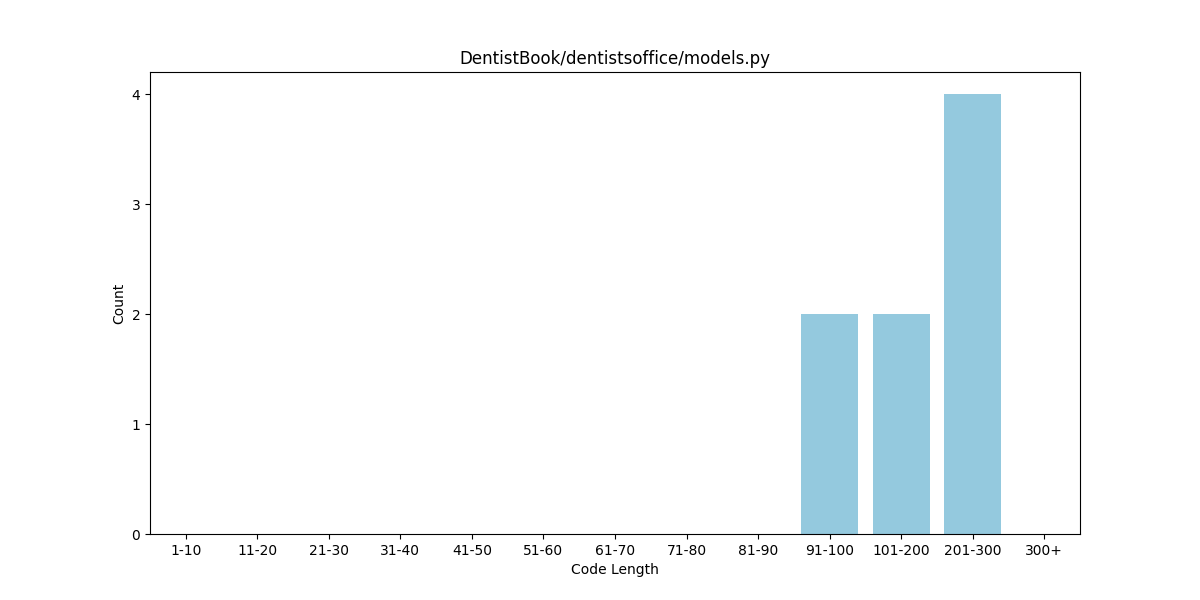 DentistBook/dentistsoffice/models.py
4
3
2
1
0
Count
1-10 11-20 21-30 31-40 41-50 51-60 61-70 71-80 81-90 91-100 101-200 201-300 300+
Code Length